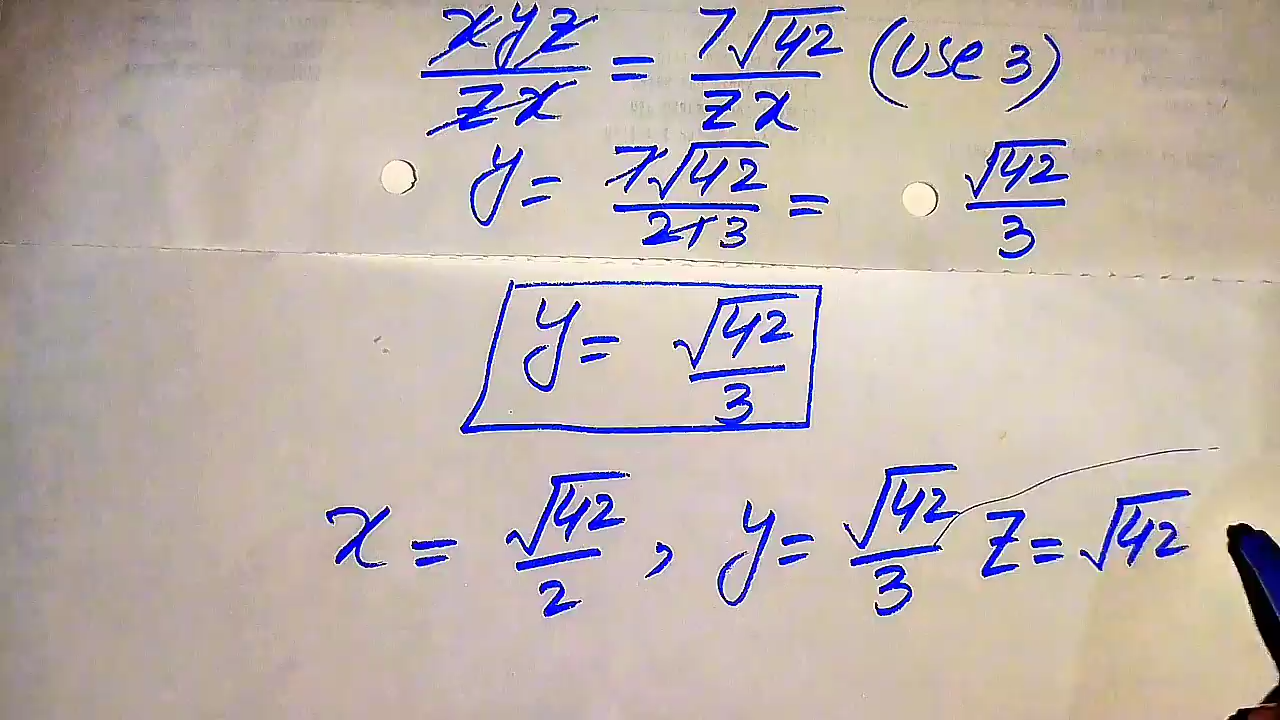 xyz/zx = 7√42/zx (Use 3)
y = 7√42/21 3 = √42/3
y = √42/3
x = √42/2, y = √42/3 z = √42